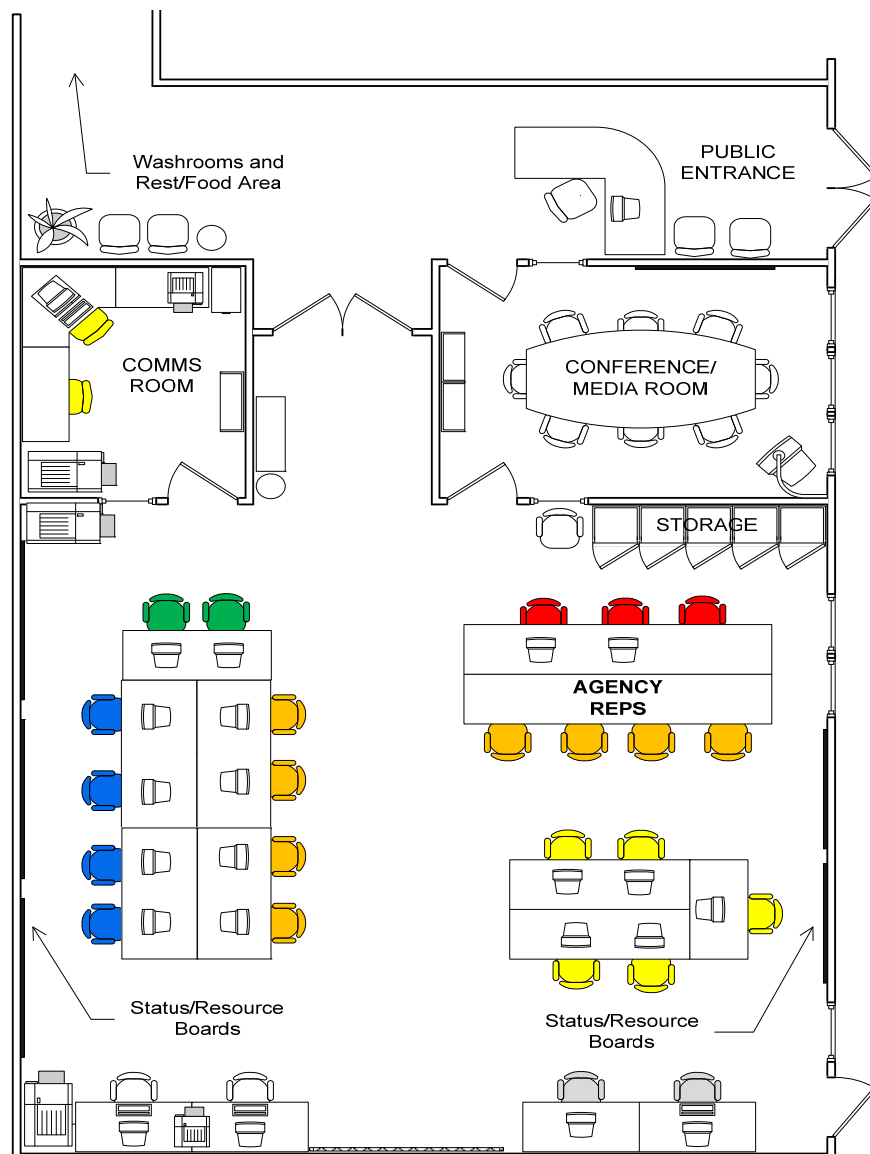 Washrooms and
Rest/Food Area
PUBLIC
ENTRANCE
COMMS
ROOM
CONFERENCE/
MEDIA ROOM
STORAGE
AGENCY
REPS
Status/Resource
Boards
Status/Resource
Boards